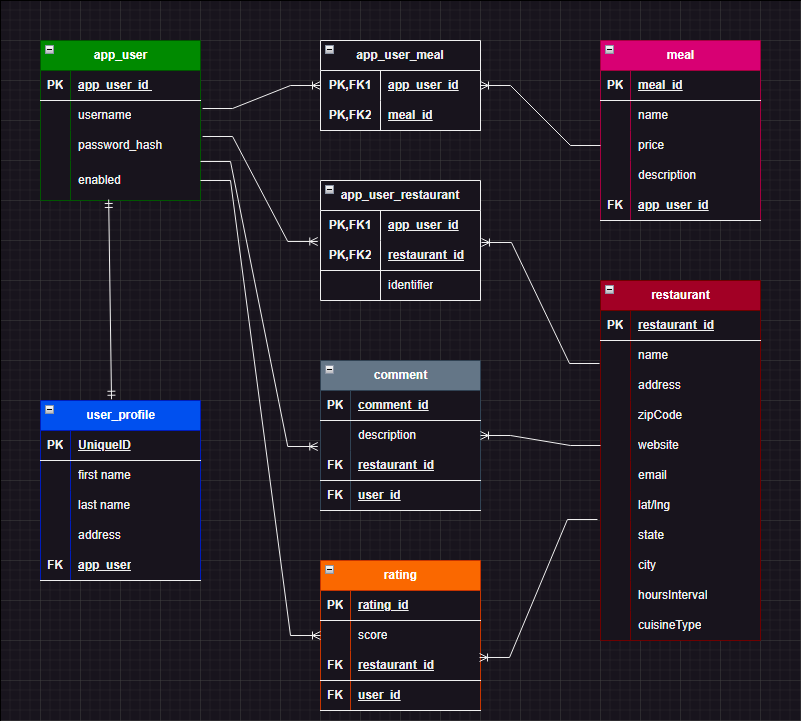 app_user
PK app_user_id
username
password_hash
enabled
app_user_meal
PK,FK1 app_user_id
PK,FK2 meal_id
meal
PK meal_id
name
price
description
FK app_user_id
app_user_restaurant
PK,FK1 app_user_id
PK,FK2 restaurant_id
identifier
restaurant
PK restaurant_id
name
address
zipCode
website
email
lat/lng
state
city
hoursInterval
cuisineType
comment
PK comment_id
description
FK restaurant_id
FK user_id
user_profile
PK UniqueID
first name
last name
address
FK app_user
rating
PK rating_id
score
FK restaurant_id
FK user_id